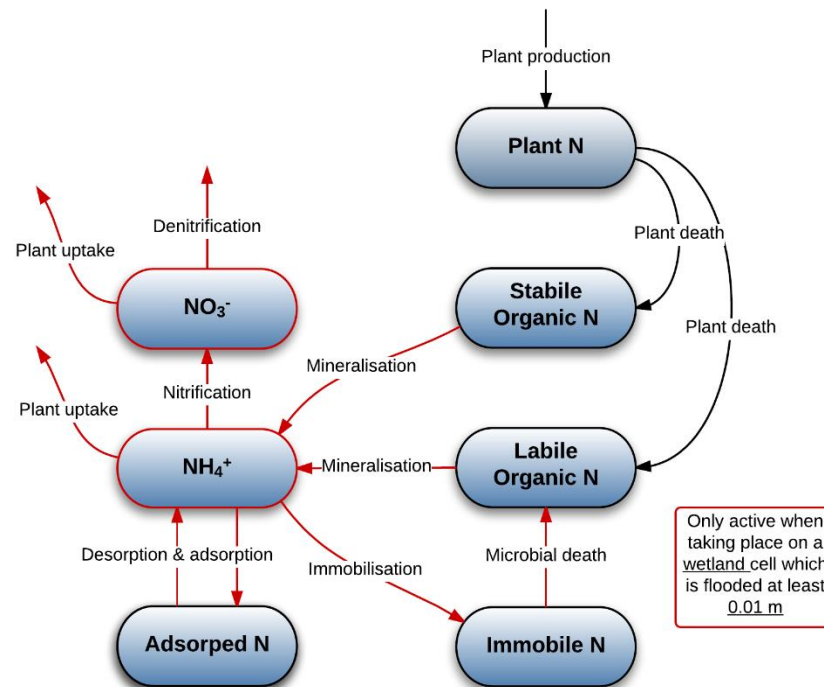 Plant production
Plant N
Denitrification
Plant death
Plant uptake
NO₃⁻
Stabile
Organic N
Plant death
Mineralisation
Nitrification
Plant uptake
NH₄⁺
Mineralisation
Labile
Organic N
Desorption & adsorption
Immobilisation
Microbial death
Adsorped N
Immobile N
Only active when
taking place on a
wetland cell which
is flooded at least
0.01 m